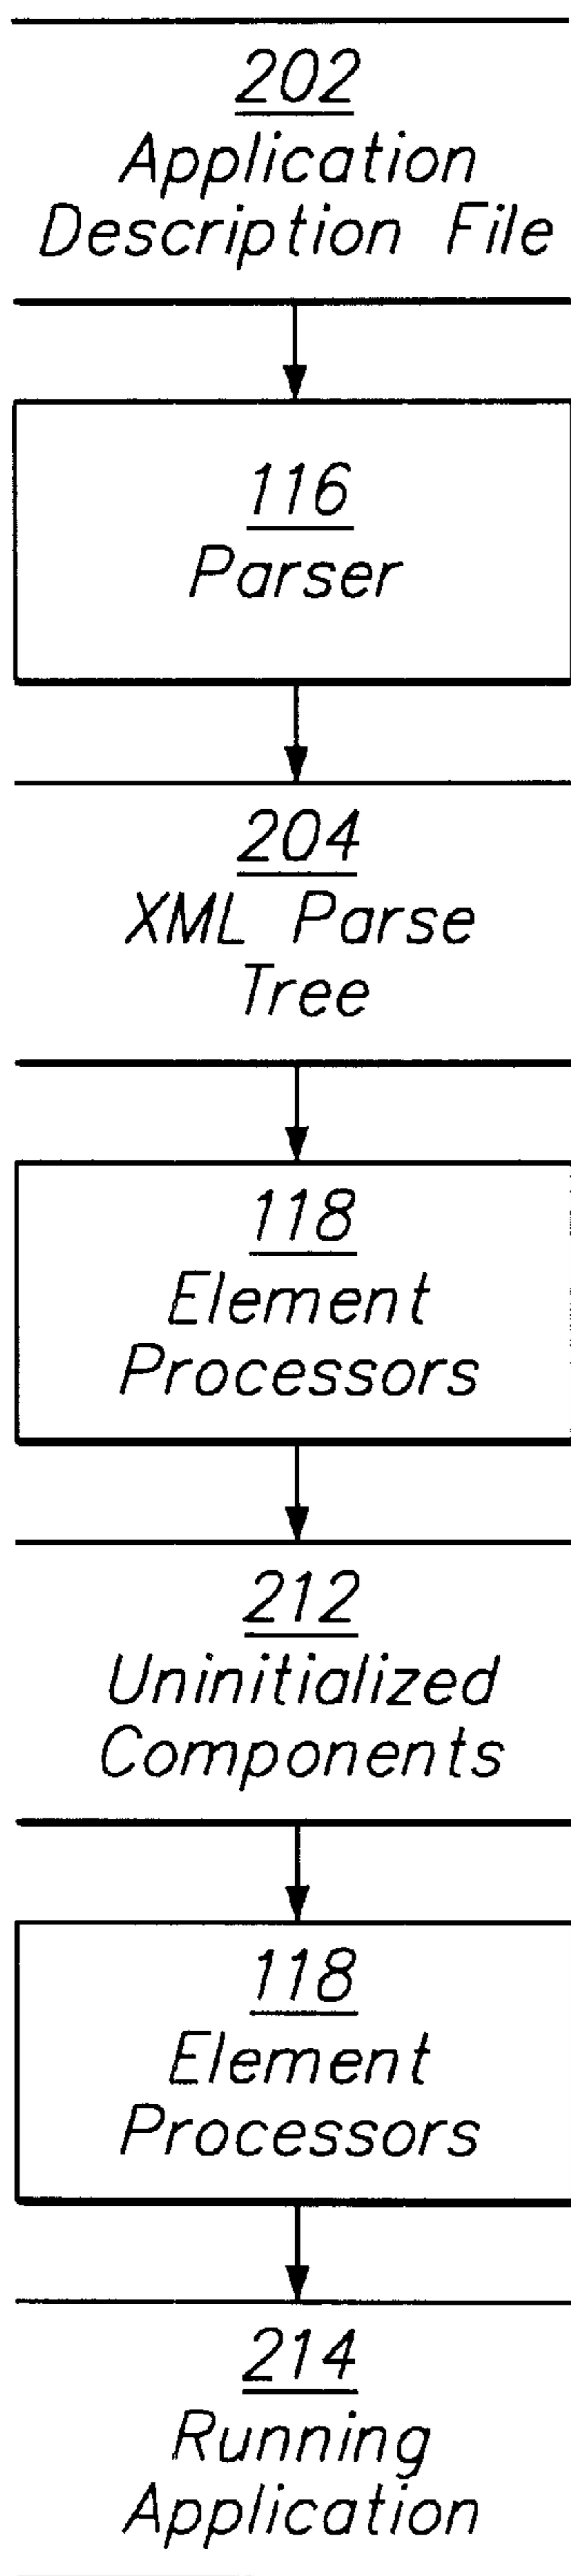 202
Application
Description File
116
Parser
204
XML Parse
Tree
118
Element
Processors
212
Uninitialized
Components
118
Element
Processors
214
Running
Application